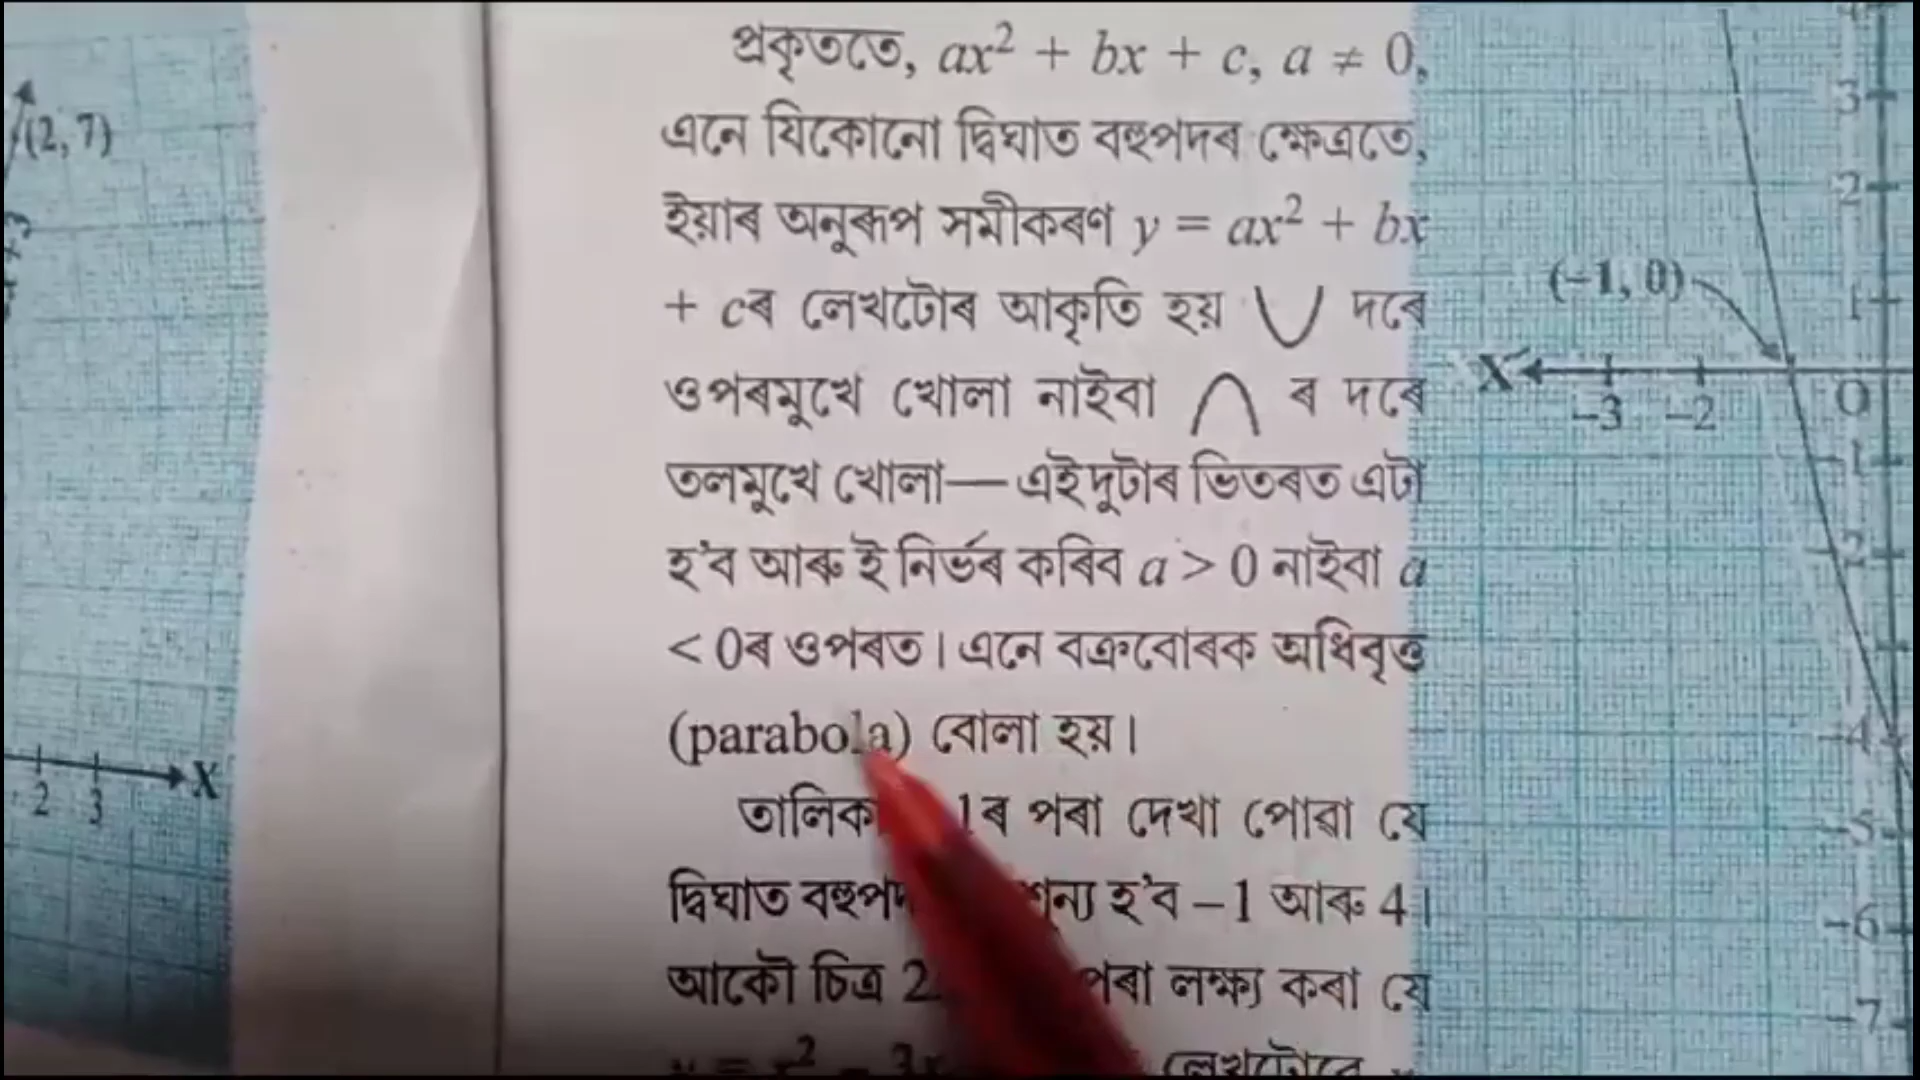 প্ৰকৃততে, ax² + bx + c, a ≠ 0,
এনে যিকোনো দ্বিঘাত বহুপদৰ ক্ষেত্ৰতে,
ইয়াৰ অনুৰূপ সমীকৰণ y = ax² + bx
+ cৰ লেখটোৰ আকৃতি হয় ⋃ দৰে
ওপৰমুখে খোলা নাইবা ⋂ ৰ দৰে
তলমুখে খোলা—এইদুটাৰ ভিতৰত এটা
হ’ব আৰু ই নিৰ্ভৰ কৰিব a > 0 নাইবা a
< 0ৰ ওপৰত। এনে বক্ৰবোৰক অধিবৃত্ত
(parabola) বোলা হয়।
1ৰ পৰা দেখা পোৱা যে
দ্বিঘাত হ’ব –1 আৰু 4।
আকৌ চিত্ৰ 2 পৰা লক্ষ্য কৰা যে
(2, 7)
2 3 X
3
2
(–1, 0) 1
X –3 –2 O
–1
–2
–4
–5
–6
–7